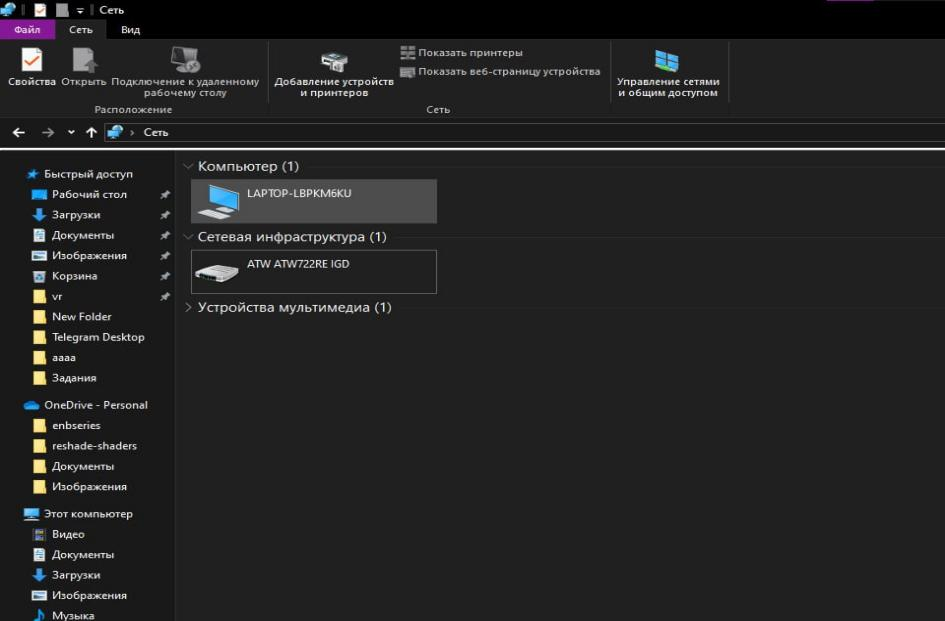 Сеть
Файл
Сеть
Вид
Свойства
Открыть
Подключение к удаленному
рабочему столу
Добавление устройств
и принтеров
Показать принтеры
Показать веб-страницу устройства
Управление сетями
и общим доступом
Расположение
Сеть
Сеть
Быстрый доступ
Рабочий стол
Загрузки
Документы
Изображения
Корзина
vr
New Folder
Telegram Desktop
aaaa
Задания
OneDrive - Personal
enbseries
reshade-shaders
Документы
Изображения
Этот компьютер
Видео
Документы
Загрузки
Изображения
Музыка
Компьютер (1)
LAPTOP-LBPKM6KU
Сетевая инфраструктура (1)
ATW ATW722RE IGD
Устройства мультимедиа (1)